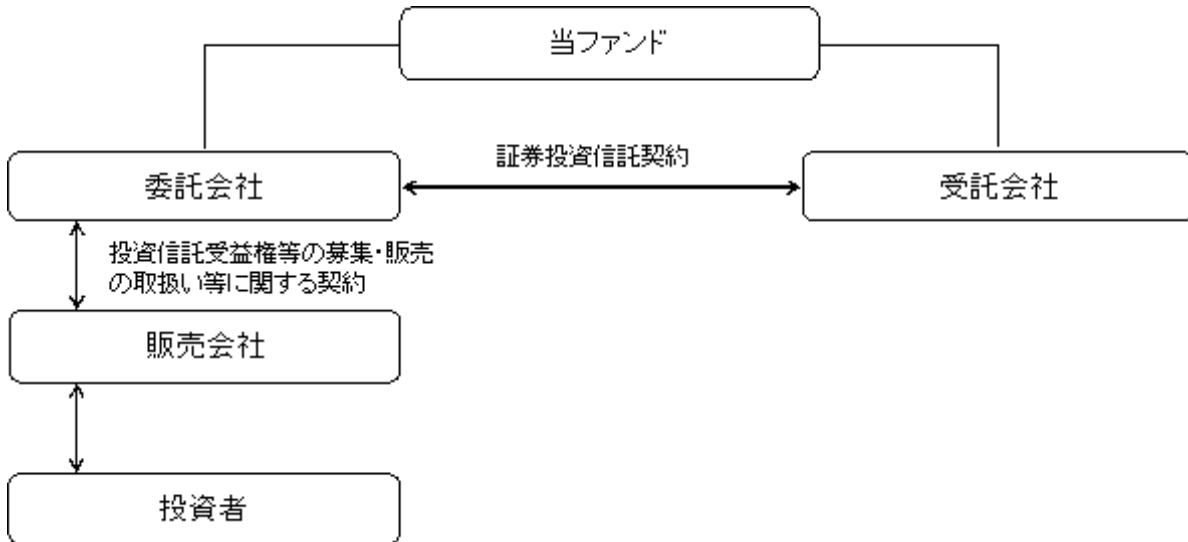 当ファンド
証券投資信託契約
委託会社
受託会社
投資信託受益権等の募集・販売
の取扱い等に関する契約
販売会社
投資者